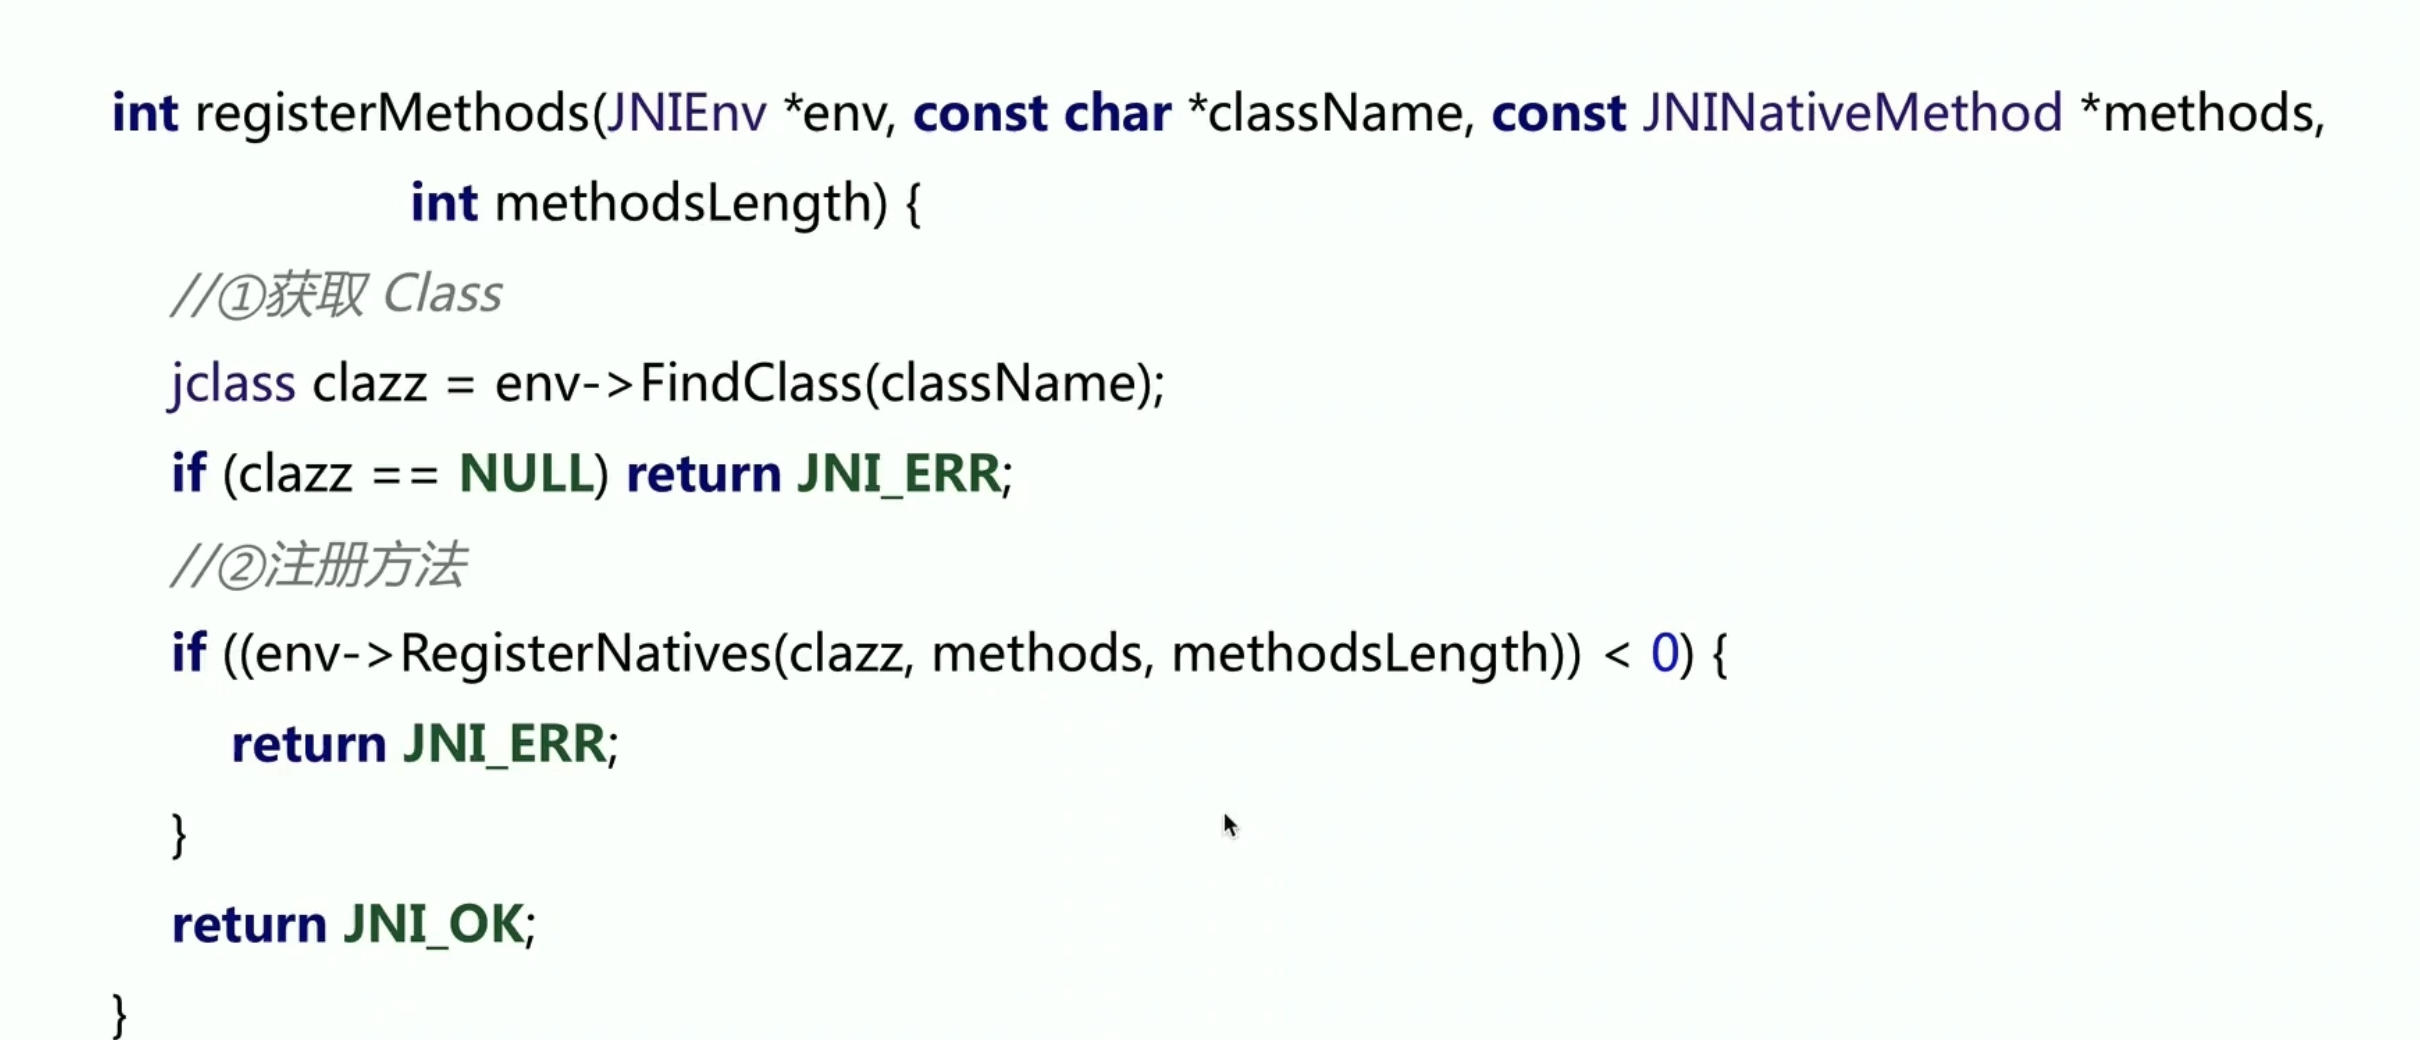 int registerMethods(JNIEnv *env, const char *className, const JNINativeMethod *methods,
int methodsLength) {
//①获取 Class
jclass clazz = env->FindClass(className);
if (clazz == NULL) return JNI_ERR;
//②注册方法
if ((env->RegisterNatives(clazz, methods, methodsLength)) < 0) {
return JNI_ERR;
}
return JNI_OK;
}